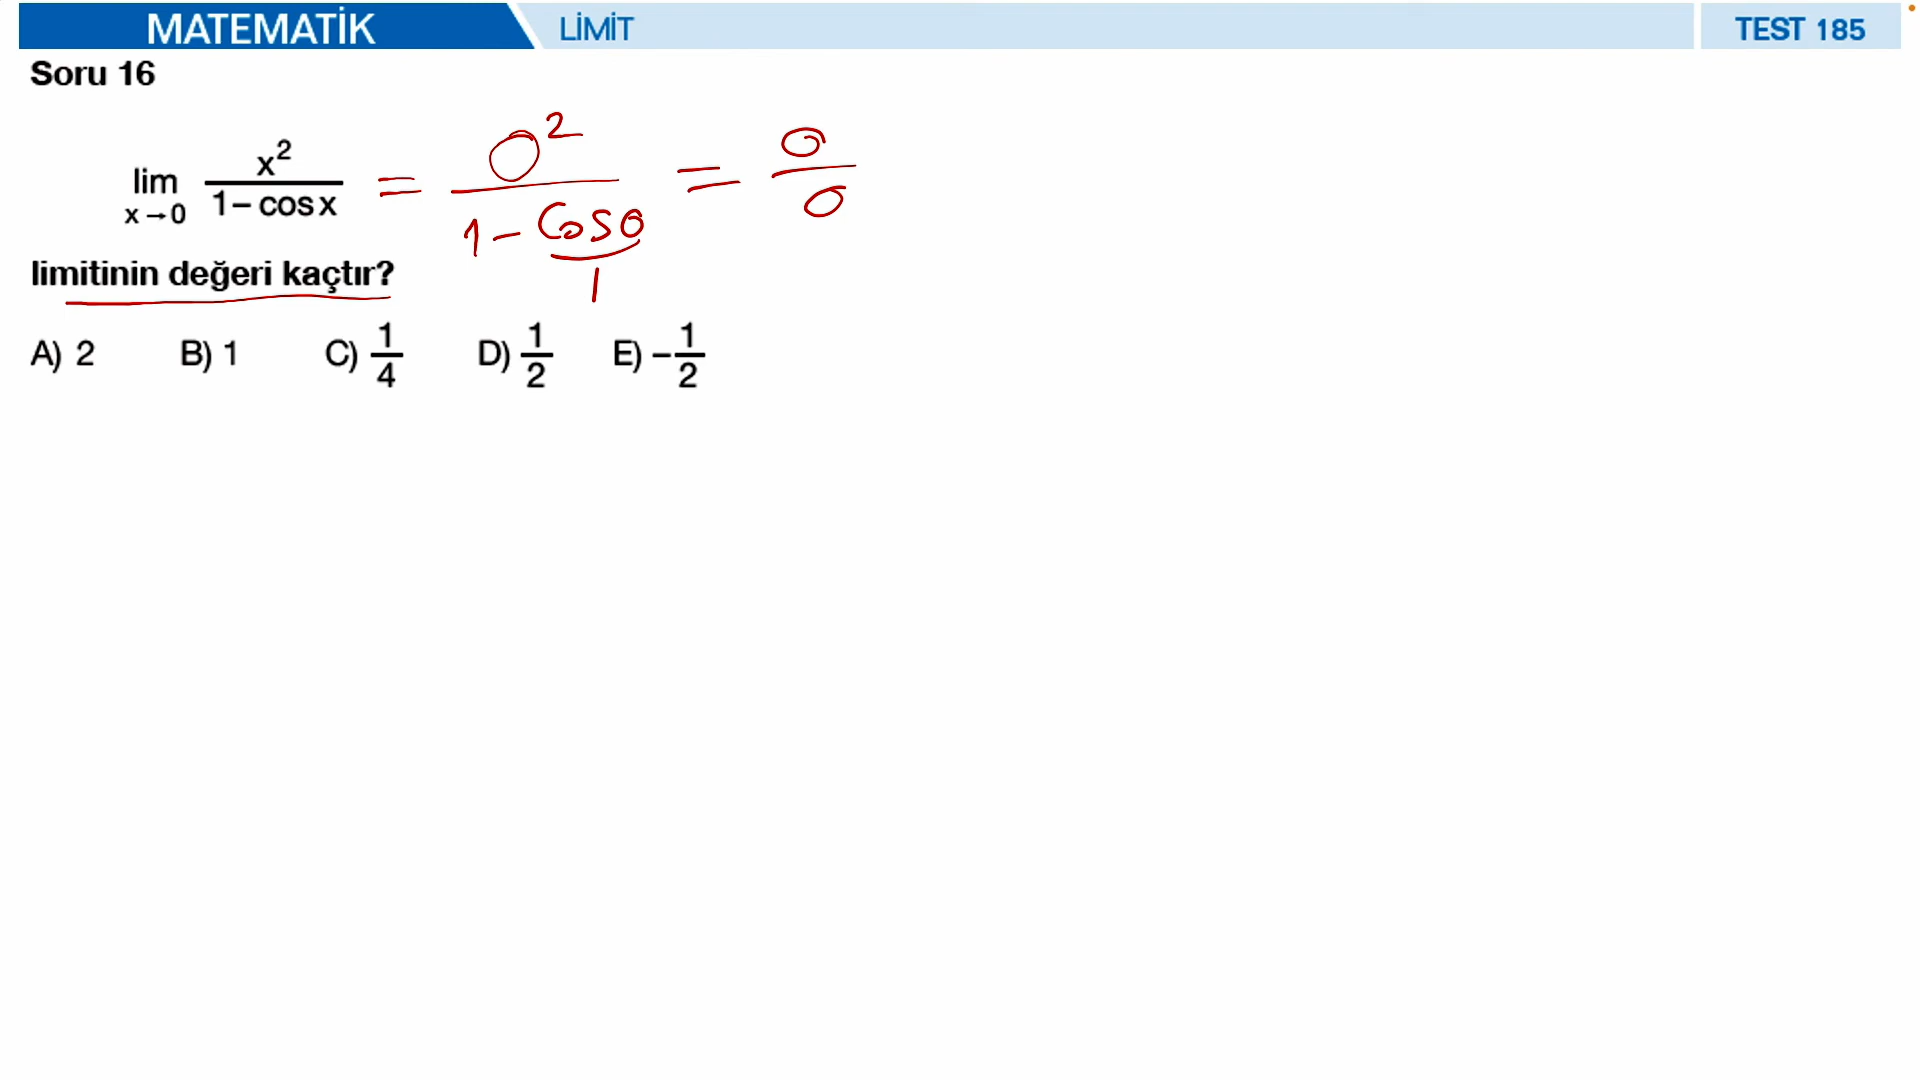 MATEMATİK LİMİT TEST 185
Soru 16
lim x→0 x² / 1 – cos x = 0² / 1 – Cos0 = 0 / 0
1
limitinin değeri kaçtır?
A) 2 B) 1 C) 1/4 D) 1/2 E) –1/2